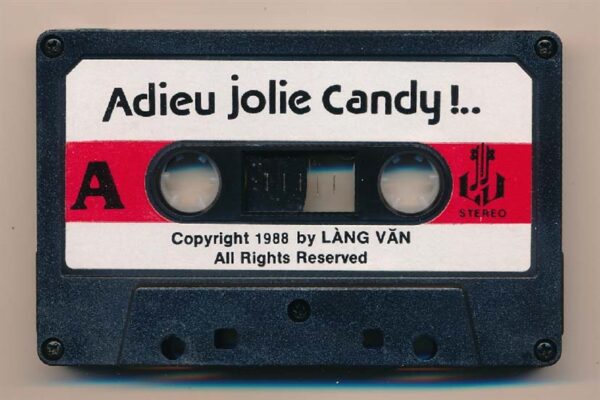 Adieu jolie Candy !..
A
STEREO
Copyright 1988 by LÀNG VĂN
All Rights Reserved